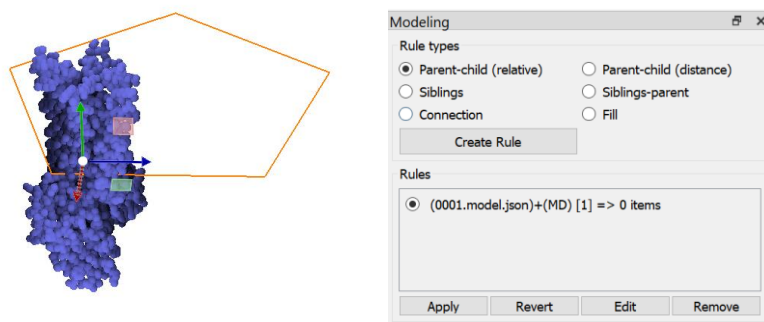 Modeling
Rule types
Parent-child (relative) Parent-child (distance)
Siblings Siblings-parent
Connection Fill
Create Rule
Rules
(0001.model.json)+(MD) [1] => 0 items
Apply Revert Edit Remove